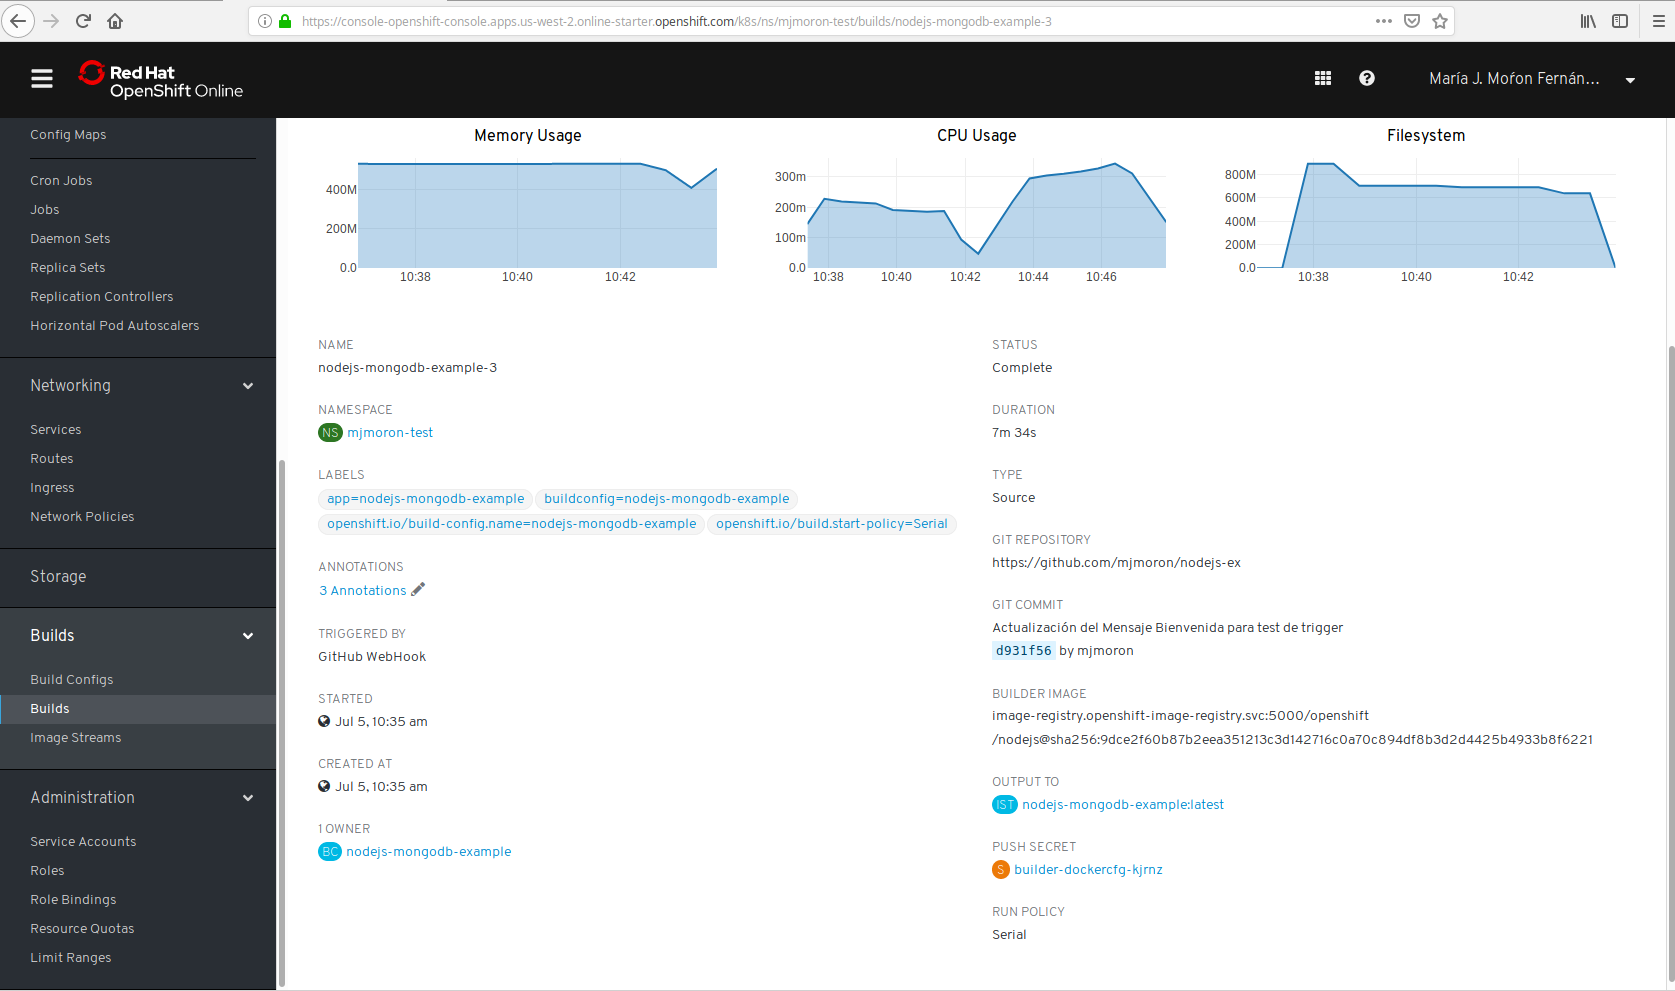 https://console-openshift-console.apps.us-west-2.online-starter.openshift.com/k8s/ns/mjmoron-test/builds/nodejs-mongodb-example-3
Red Hat
OpenShift Online
María J. Moŕon Fernán...
Config Maps
Cron Jobs
Jobs
Daemon Sets
Replica Sets
Replication Controllers
Horizontal Pod Autoscalers
Networking
Services
Routes
Ingress
Network Policies
Storage
Builds
Build Configs
Builds
Image Streams
Administration
Service Accounts
Roles
Role Bindings
Resource Quotas
Limit Ranges
Memory Usage
400M
200M
0.0
10:38 10:40 10:42
CPU Usage
300m
200m
100m
0.0
10:38 10:40 10:42 10:44 10:46
Filesystem
800M
600M
400M
200M
0.0
10:38 10:40 10:42
NAME
nodejs-mongodb-example-3
NAMESPACE
NS mjmoron-test
LABELS
app=nodejs-mongodb-example buildconfig=nodejs-mongodb-example
openshift.io/build-config.name=nodejs-mongodb-example openshift.io/build.start-policy=Serial
ANNOTATIONS
3 Annotations
TRIGGERED BY
GitHub WebHook
STARTED
Jul 5, 10:35 am
CREATED AT
Jul 5, 10:35 am
1 OWNER
BC nodejs-mongodb-example
STATUS
Complete
DURATION
7m 34s
TYPE
Source
GIT REPOSITORY
https://github.com/mjmoron/nodejs-ex
GIT COMMIT
Actualización del Mensaje Bienvenida para test de trigger
d931f56 by mjmoron
BUILDER IMAGE
image-registry.openshift-image-registry.svc:5000/openshift
/nodejs@sha256:9dce2f60b87b2eea351213c3d142716c0a70c894df8b3d2d4425b4933b8f6221
OUTPUT TO
IST nodejs-mongodb-example:latest
PUSH SECRET
S builder-dockercfg-kjrnz
RUN POLICY
Serial